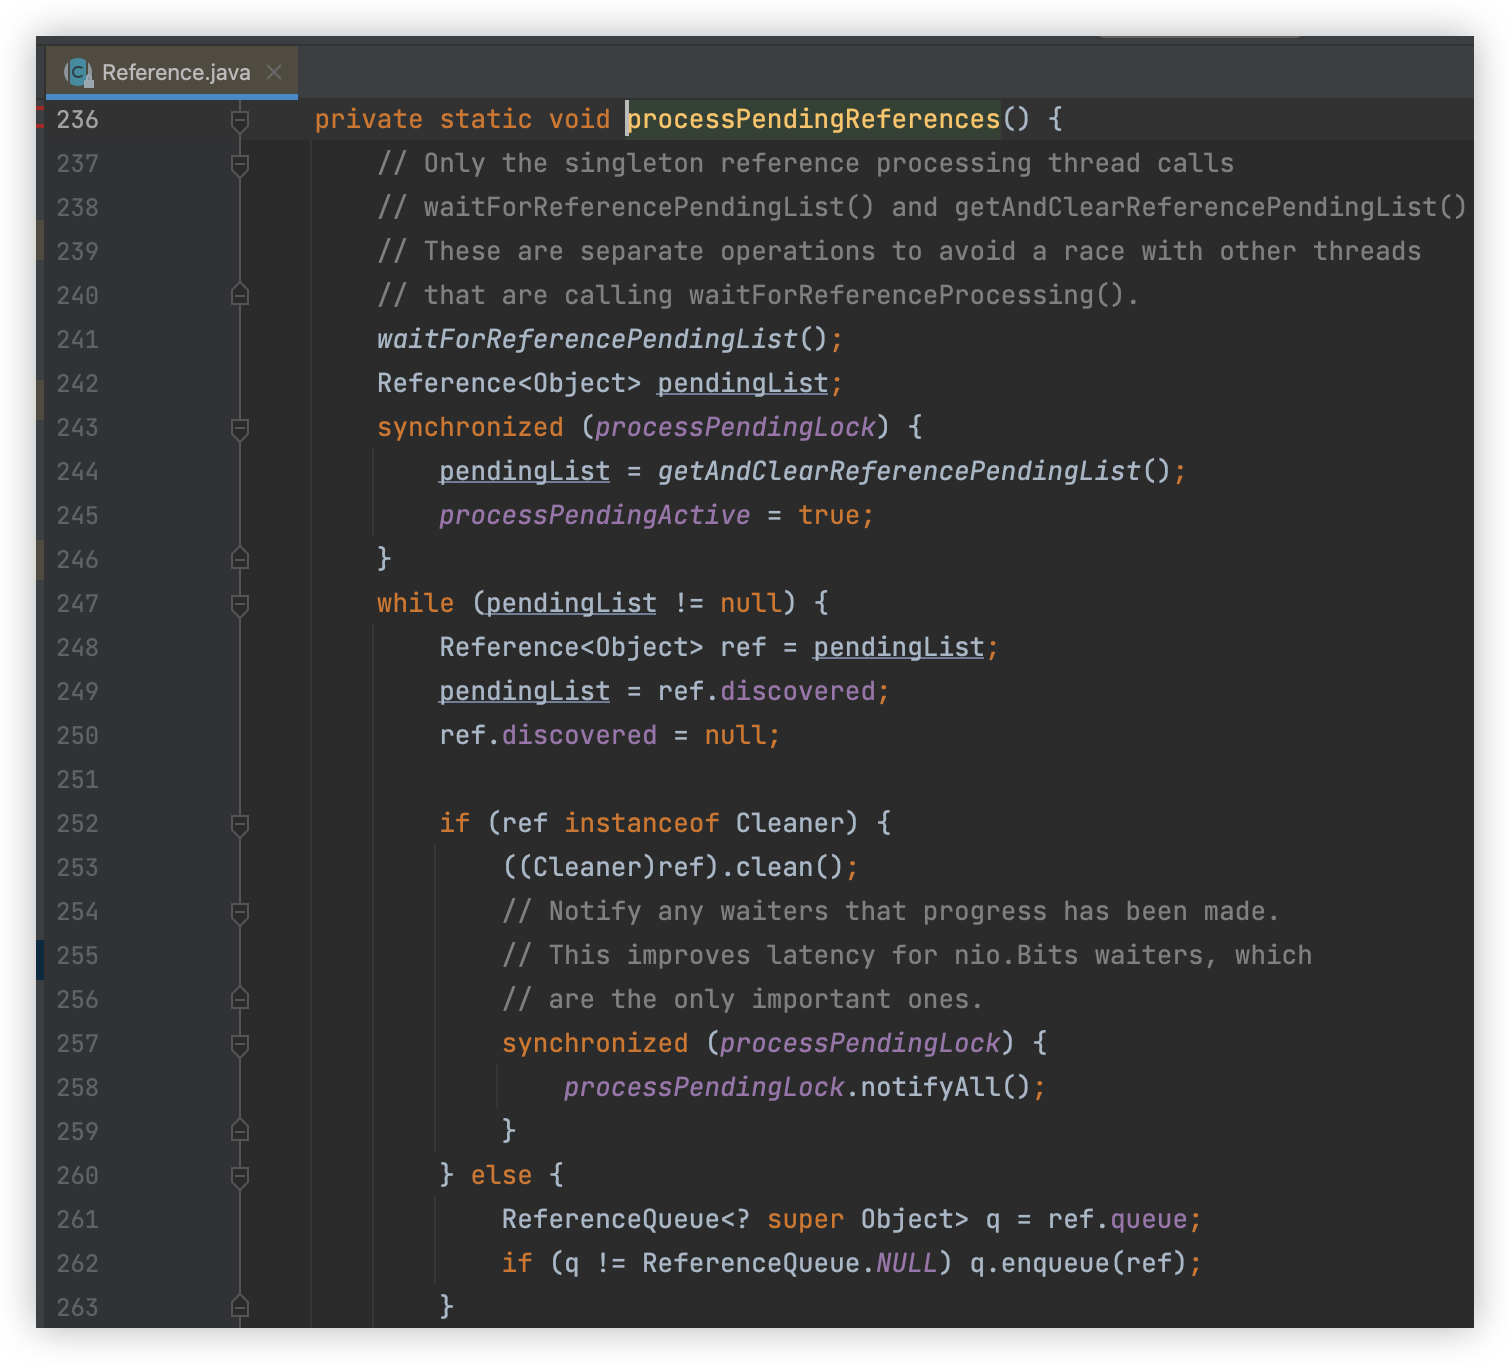 Reference.java
236 private static void processPendingReferences() {
237 // Only the singleton reference processing thread calls
238 // waitForReferencePendingList() and getAndClearReferencePendingList()
239 // These are separate operations to avoid a race with other threads
240 // that are calling waitForReferenceProcessing().
241 waitForReferencePendingList();
242 Reference<Object> pendingList;
243 synchronized (processPendingLock) {
244 pendingList = getAndClearReferencePendingList();
245 processPendingActive = true;
246 }
247 while (pendingList != null) {
248 Reference<Object> ref = pendingList;
249 pendingList = ref.discovered;
250 ref.discovered = null;
251
252 if (ref instanceof Cleaner) {
253 ((Cleaner)ref).clean();
254 // Notify any waiters that progress has been made.
255 // This improves latency for nio.Bits waiters, which
256 // are the only important ones.
257 synchronized (processPendingLock) {
258 processPendingLock.notifyAll();
259 }
260 } else {
261 ReferenceQueue<? super Object> q = ref.queue;
262 if (q != ReferenceQueue.NULL) q.enqueue(ref);
263 }